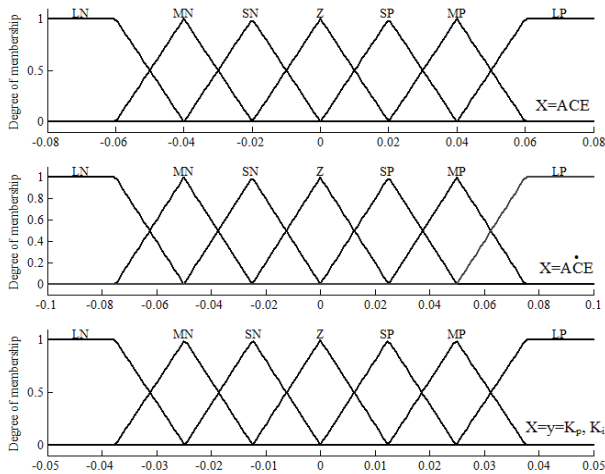 LN MN SN Z SP MP LP
1
0.5
0
Degree of membership
X=ACE
-0.08 -0.06 -0.04 -0.02 0 0.02 0.04 0.06 0.08
LN MN SN Z SP MP LP
1
0.8
0.6
0.4
0.2
0
Degree of membership
X=AĊE
-0.1 -0.08 -0.06 -0.04 -0.02 0 0.02 0.04 0.06 0.08 0.1
LN MN SN Z SP MP LP
1
0.5
0
Degree of membership
X=y=Kp, Ki
-0.05 -0.04 -0.03 -0.02 -0.01 0 0.01 0.02 0.03 0.04 0.05